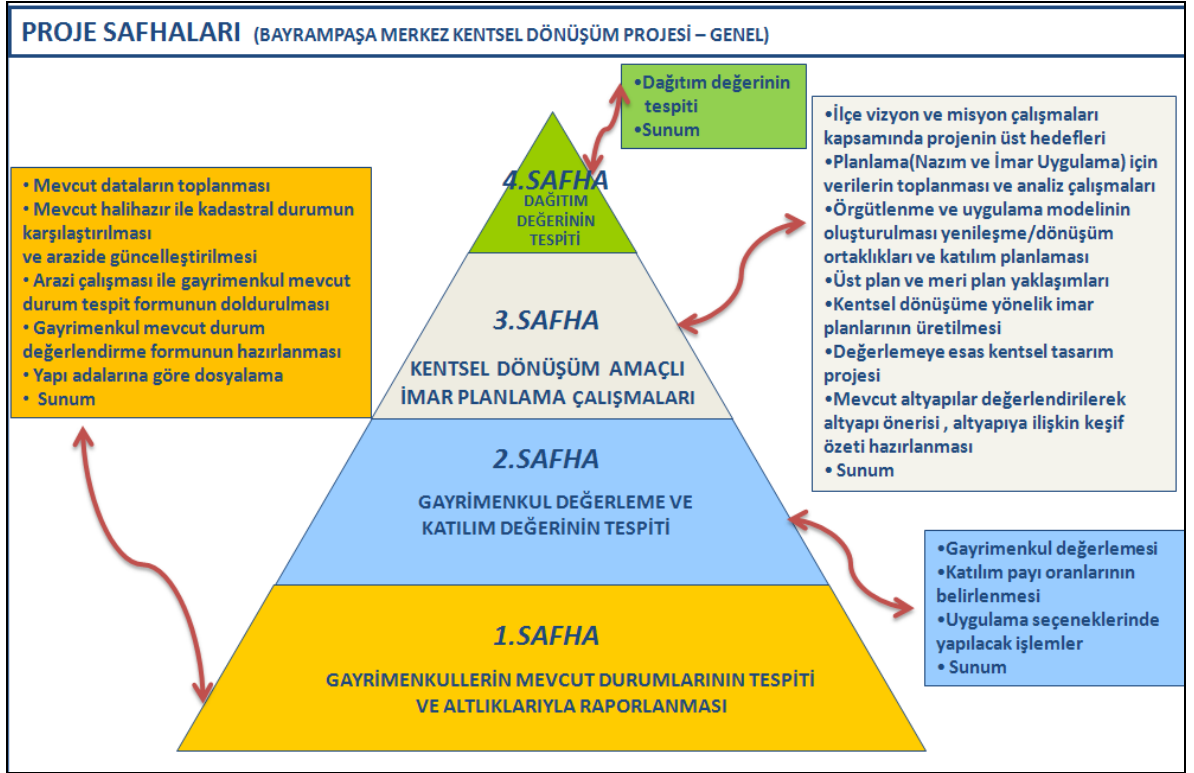 PROJE SAFHALARI (BAYRAMPAŞA MERKEZ KENTSEL DÖNÜŞÜM PROJESİ – GENEL)
•Dağıtım değerinin
tespiti
•Sunum
•İlçe vizyon ve misyon çalışmaları
kapsamında projenin üst hedefleri
•Planlama(Nazım ve İmar Uygulama) için
verilerin toplanması ve analiz çalışmaları
•Örgütlenme ve uygulama modelinin
oluşturulması yenileşme/dönüşüm
ortaklıkları ve katılım planlaması
•Üst plan ve meri plan yaklaşımları
•Kentsel dönüşüme yönelik imar
planlarının üretilmesi
•Değerlemeye esas kentsel tasarım
projesi
•Mevcut altyapılar değerlendirilerek
altyapı önerisi , altyapıya ilişkin keşif
özeti hazırlanması
• Sunum
• Mevcut dataların toplanması
• Mevcut halihazır ile kadastral durumun
karşılaştırılması
ve arazide güncelleştirilmesi
• Arazi çalışması ile gayrimenkul mevcut
durum tespit formunun doldurulması
• Gayrimenkul mevcut durum
değerlendirme formunun hazırlanması
• Yapı adalarına göre dosyalama
• Sunum
4.SAFHA
DAĞITIM
DEĞERİNİN
TESPİTİ
3.SAFHA
KENTSEL DÖNÜŞÜM AMAÇLI
İMAR PLANLAMA ÇALIŞMALARI
2.SAFHA
GAYRİMENKUL DEĞERLEME VE
KATILIM DEĞERİNİN TESPİTİ
•Gayrimenkul değerlemesi
•Katılım payı oranlarının
belirlenmesi
•Uygulama seçeneklerinde
yapılacak işlemler
• Sunum
1.SAFHA
GAYRİMENKULLERİN MEVCUT DURUMLARININ TESPİTİ
VE ALTLIKLARIYLA RAPORLANMASI